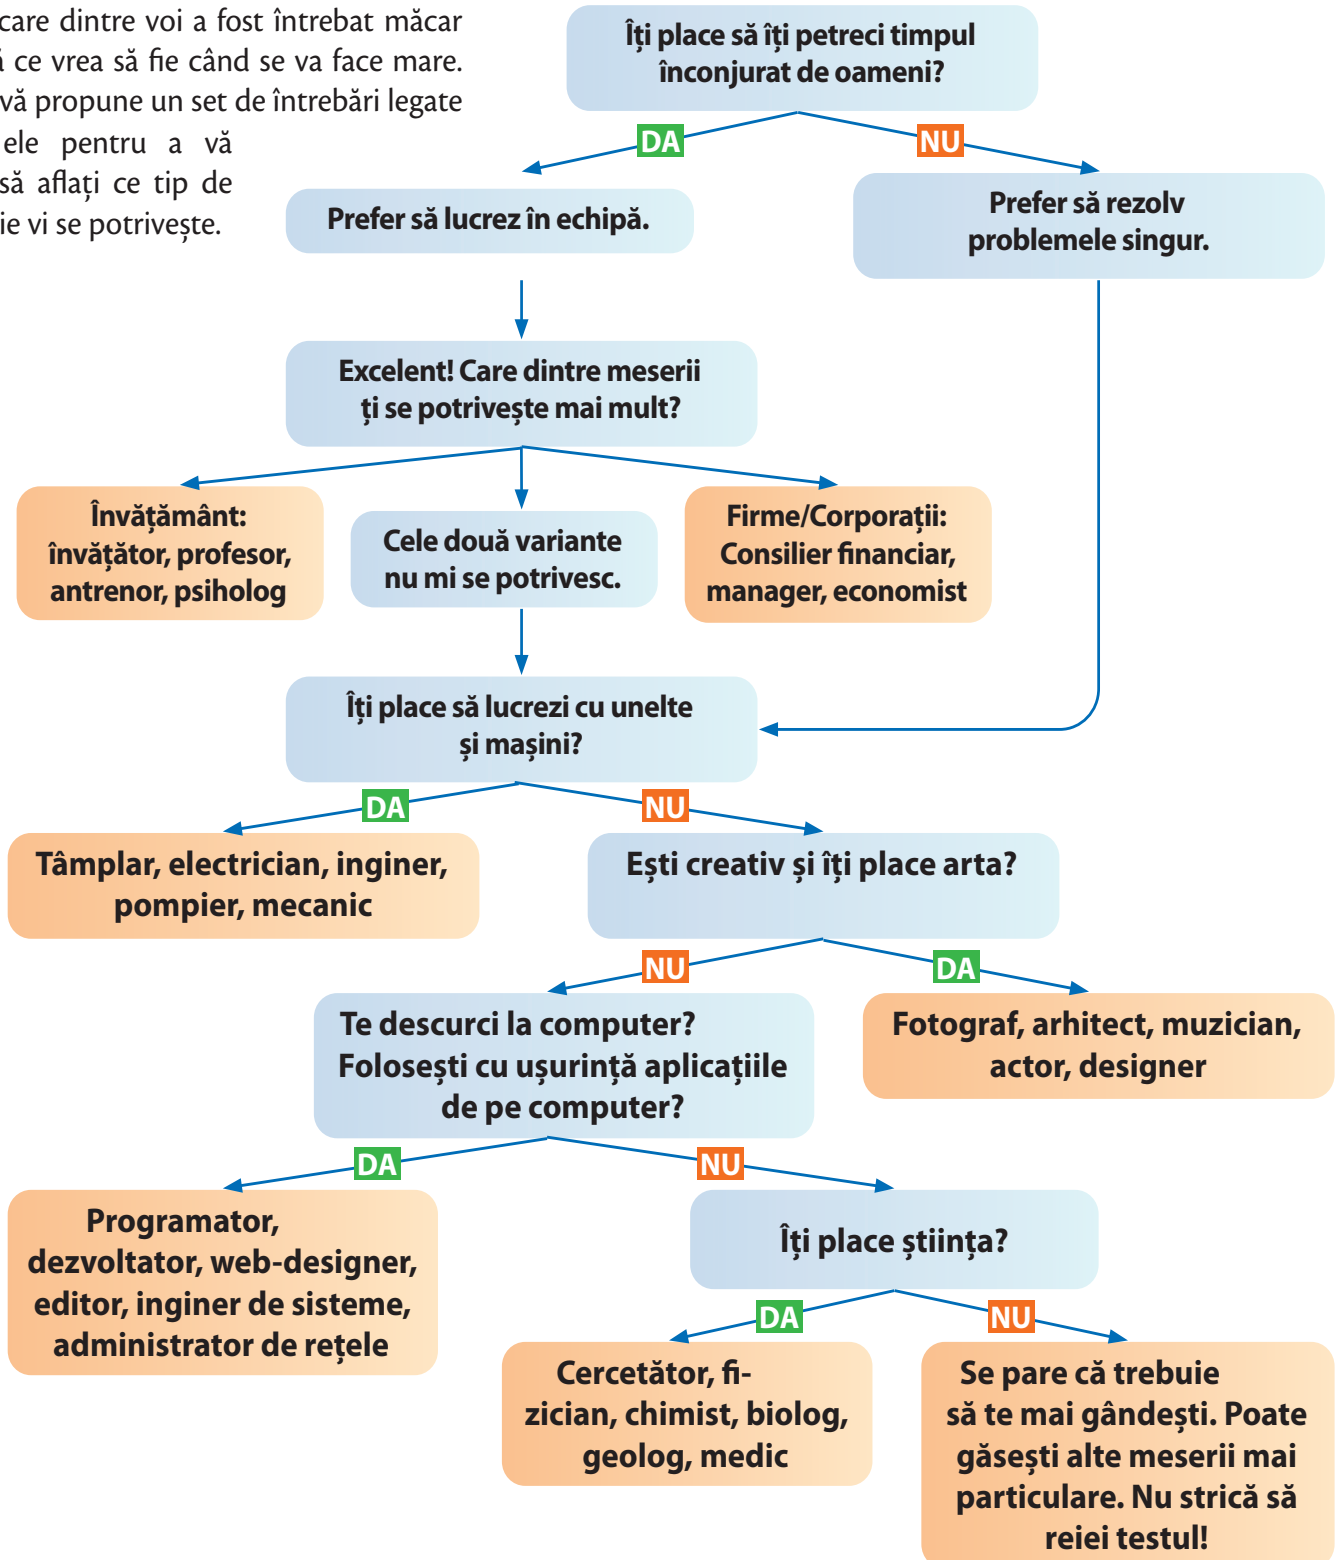 care dintre voi a fost întrebat măcar
ce vrea să fie când se va face mare.
vă propune un set de întrebări legate
ele pentru a vă
să aflați ce tip de
vi se potrivește.
Îți place să îți petreci timpul
înconjurat de oameni?
DA
NU
Prefer să lucrez în echipă.
Prefer să rezolv
problemele singur.
Excelent! Care dintre meserii
ți se potrivește mai mult?
Învățământ:
învățător, profesor,
antrenor, psiholog
Cele două variante
nu mi se potrivesc.
Firme/Corporații:
Consilier financiar,
manager, economist
Îți place să lucrezi cu unelte
și mașini?
DA
NU
Tâmplar, electrician, inginer,
pompier, mecanic
Ești creativ și îți place arta?
NU
DA
Te descurci la computer?
Folosești cu ușurință aplicațiile
de pe computer?
Fotograf, arhitect, muzician,
actor, designer
DA
NU
Programator,
dezvoltator, web-designer,
editor, inginer de sisteme,
administrator de rețele
Îți place știința?
DA
NU
Cercetător, fi-
zician, chimist, biolog,
geolog, medic
Se pare că trebuie
să te mai gândești. Poate
găsești alte meserii mai
particulare. Nu strică să
reiei testul!